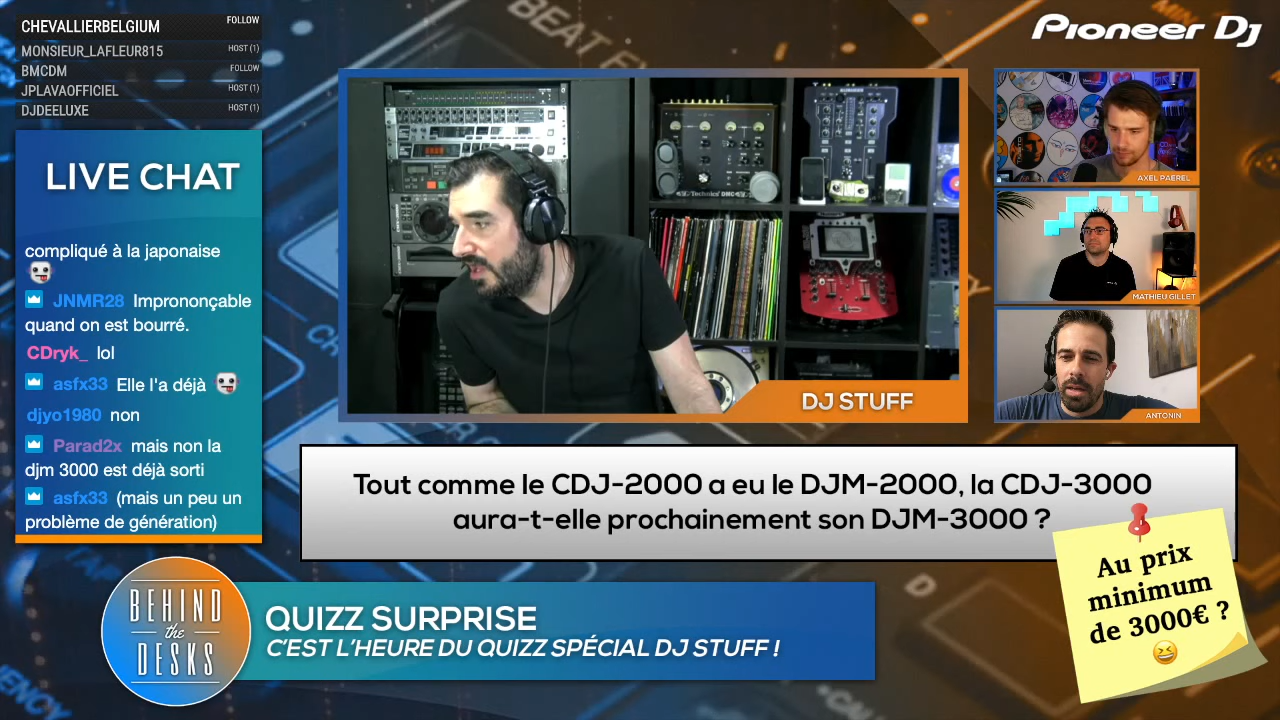 CHEVALLIERBELGIUM FOLLOW
MONSIEUR_LAFLEUR815 HOST (1)
BMCDM FOLLOW
JPLAVAOFFICIEL HOST (1)
DJDEELUXE HOST (1)
LIVE CHAT
compliqué à la japonaise
👻
JNMR28 Imprononçable
quand on est bourré.
CDryk_ lol
asfx33 Elle l'a déjà 👻
djyo1980 non
Parad2x mais non la
djm 3000 est déjà sorti
asfx33 (mais un peu un
problème de génération)
BEAT EF
Pioneer Dj
Technics DMC
DJ STUFF
AXEL PAEREL
MATHIEU GILLET
ANTONIN
Tout comme le CDJ-2000 a eu le DJM-2000, la CDJ-3000
aura-t-elle prochainement son DJM-3000 ?
Au prix
minimum
de 3000€ ?
😆
BEHIND
the
DESKS
QUIZZ SURPRISE
C'EST L'HEURE DU QUIZZ SPÉCIAL DJ STUFF !